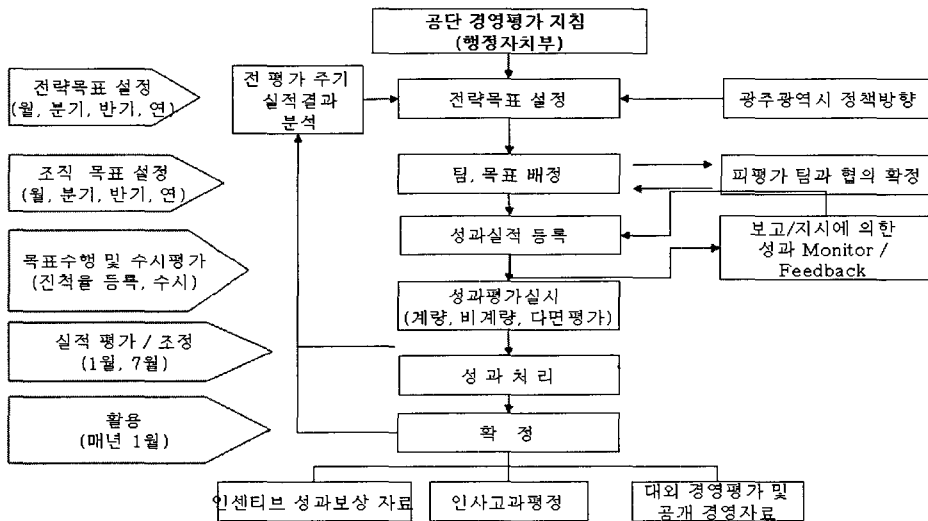 공단 경영평가 지침
(행정자치부)
전략목표 설정
(월, 분기, 반기, 연)
전 평가 주기
실적결과
분석
전략목표 설정
광주광역시 정책방향
조직 목표 설정
(월, 분기, 반기, 연)
팀, 목표 배정
피평가 팀과 협의 확정
성과실적 등록
보고/지시에 의한
성과 Monitor /
Feedback
목표수행 및 수시평가
(진척율 등록, 수시)
성과평가실시
(계량, 비계량, 다면평가)
실적 평가 / 조정
(1월, 7월)
성 과 처 리
활용
(매년 1월)
확 정
인센티브 성과보상 자료
인사고과평정
대외 경영평가 및
공개 경영자료